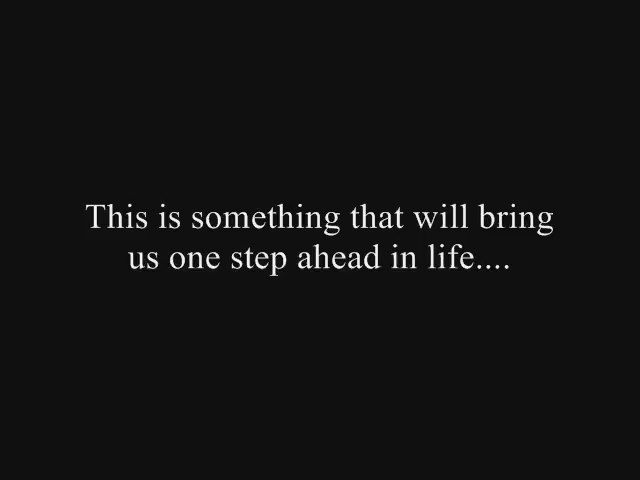 This is something that will bring
us one step ahead in life....